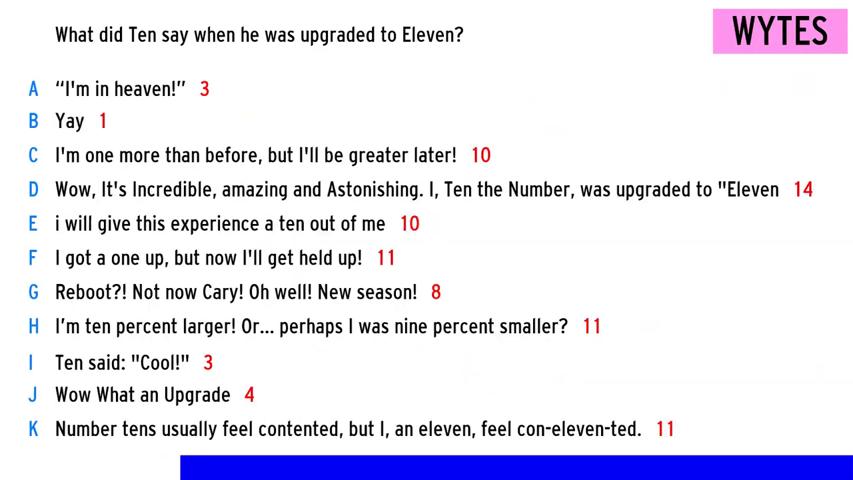 What did Ten say when he was upgraded to Eleven?
WYTES
A “I'm in heaven!” 3
B Yay 1
C I'm one more than before, but I'll be greater later! 10
D Wow, It's Incredible, amazing and Astonishing. I, Ten the Number, was upgraded to "Eleven 14
E i will give this experience a ten out of me 10
F I got a one up, but now I'll get held up! 11
G Reboot?! Not now Cary! Oh well! New season! 8
H I’m ten percent larger! Or... perhaps I was nine percent smaller? 11
I Ten said: "Cool!" 3
J Wow What an Upgrade 4
K Number tens usually feel contented, but I, an eleven, feel con-eleven-ted. 11